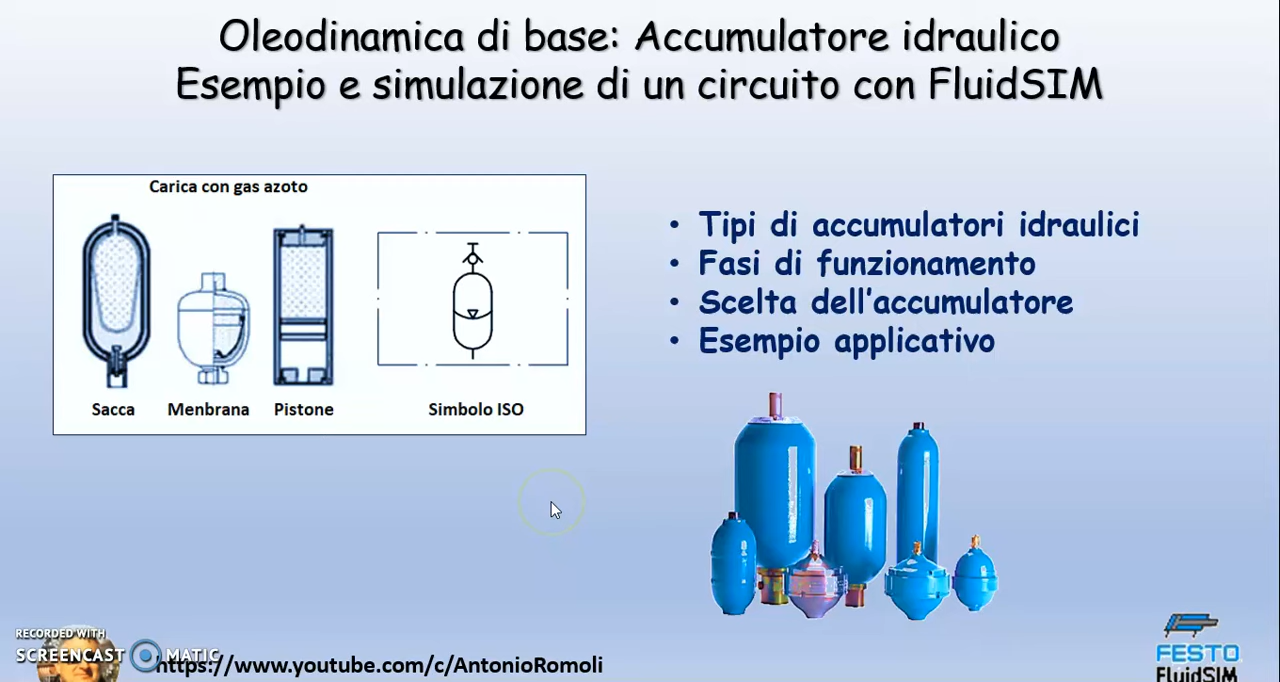 Oleodinamica di base: Accumulatore idraulico
Esempio e simulazione di un circuito con FluidSIM
Carica con gas azoto
Sacca
Menbrana
Pistone
Simbolo ISO
• Tipi di accumulatori idraulici
• Fasi di funzionamento
• Scelta dell'accumulatore
• Esempio applicativo
RECORDED WITH
SCREENCAST MATIC
https://www.youtube.com/c/AntonioRomoli
FESTO
FluidSIM